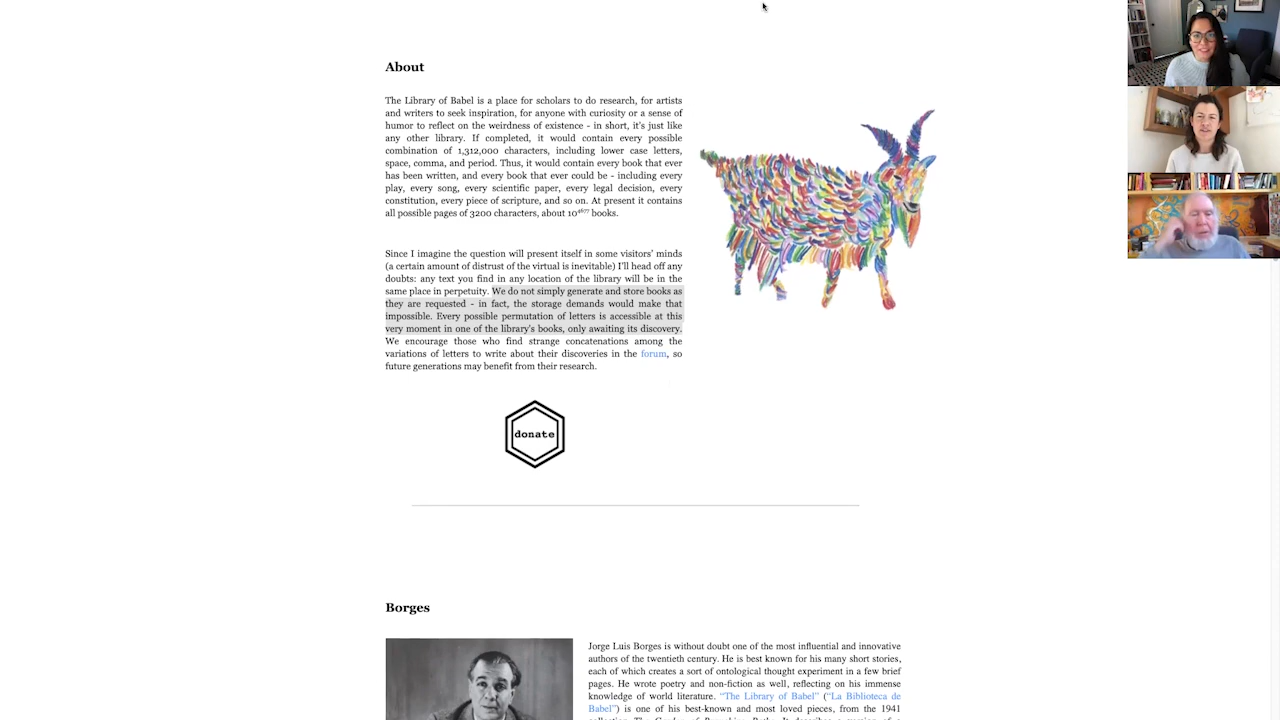 About
The Library of Babel is a place for scholars to do research, for artists
and writers to seek inspiration, for anyone with curiosity or a sense of
humor to reflect on the weirdness of existence - in short, it's just like
any other library. If completed, it would contain every possible
combination of 1,312,000 characters, including lower case letters,
space, comma, and period. Thus, it would contain every book that ever
has been written, and every book that ever could be - including every
play, every song, every scientific paper, every legal decision, every
constitution, every piece of scripture, and so on. At present it contains
all possible pages of 3200 characters, about 10⁴⁶⁷⁷ books.
Since I imagine the question will present itself in some visitors' minds
(a certain amount of distrust of the virtual is inevitable) I'll head off any
doubts: any text you find in any location of the library will be in the
same place in perpetuity. We do not simply generate and store books as
they are requested - in fact, the storage demands would make that
impossible. Every possible permutation of letters is accessible at this
very moment in one of the library's books, only awaiting its discovery.
We encourage those who find strange concatenations among the
variations of letters to write about their discoveries in the forum, so
future generations may benefit from their research.
donate
Borges
Jorge Luis Borges is without doubt one of the most influential and innovative
authors of the twentieth century. He is best known for his many short stories,
each of which creates a sort of ontological thought experiment in a few brief
pages. He wrote poetry and non-fiction as well, reflecting on his immense
knowledge of world literature. "The Library of Babel" ("La Biblioteca de
Babel") is one of his best-known and most loved pieces, from the 1941